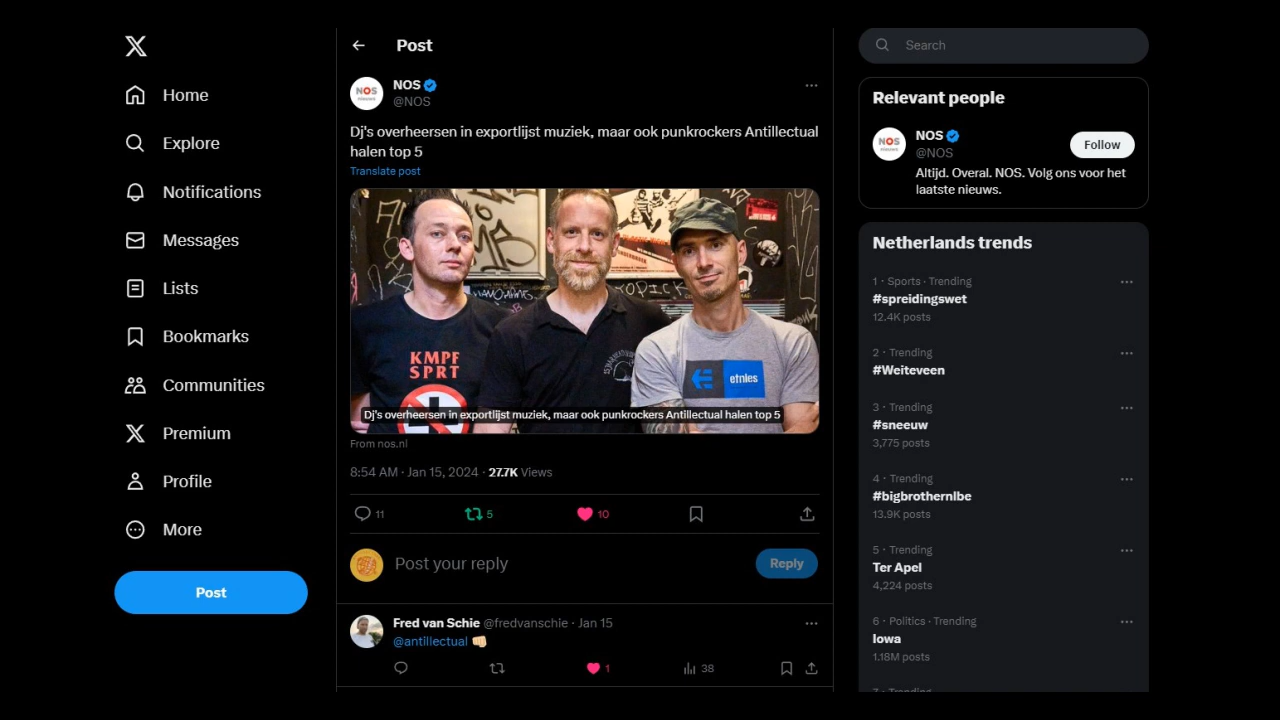 Home
Explore
Notifications
Messages
Lists
Bookmarks
Communities
Premium
Profile
More
Post
Post
NOS
@NOS
Dj's overheersen in exportlijst muziek, maar ook punkrockers Antillectual
halen top 5
Translate post
KMPF
SPRT
etnies
Dj's overheersen in exportlijst muziek, maar ook punkrockers Antillectual halen top 5
From nos.nl
8:54 AM · Jan 15, 2024 · 27.7K Views
11 5 10
Post your reply
Reply
Fred van Schie @fredvanschie · Jan 15
@antillectual 👊🏻
1 38
Search
Relevant people
NOS
@NOS
Follow
Altijd. Overal. NOS. Volg ons voor het
laatste nieuws.
Netherlands trends
1 · Sports · Trending
#spreidingswet
12.4K posts
2 · Trending
#Weiteveen
3 · Trending
#sneeuw
3,775 posts
4 · Trending
#bigbrothernlbe
13.9K posts
5 · Trending
Ter Apel
4,224 posts
6 · Politics · Trending
Iowa
1.18M posts